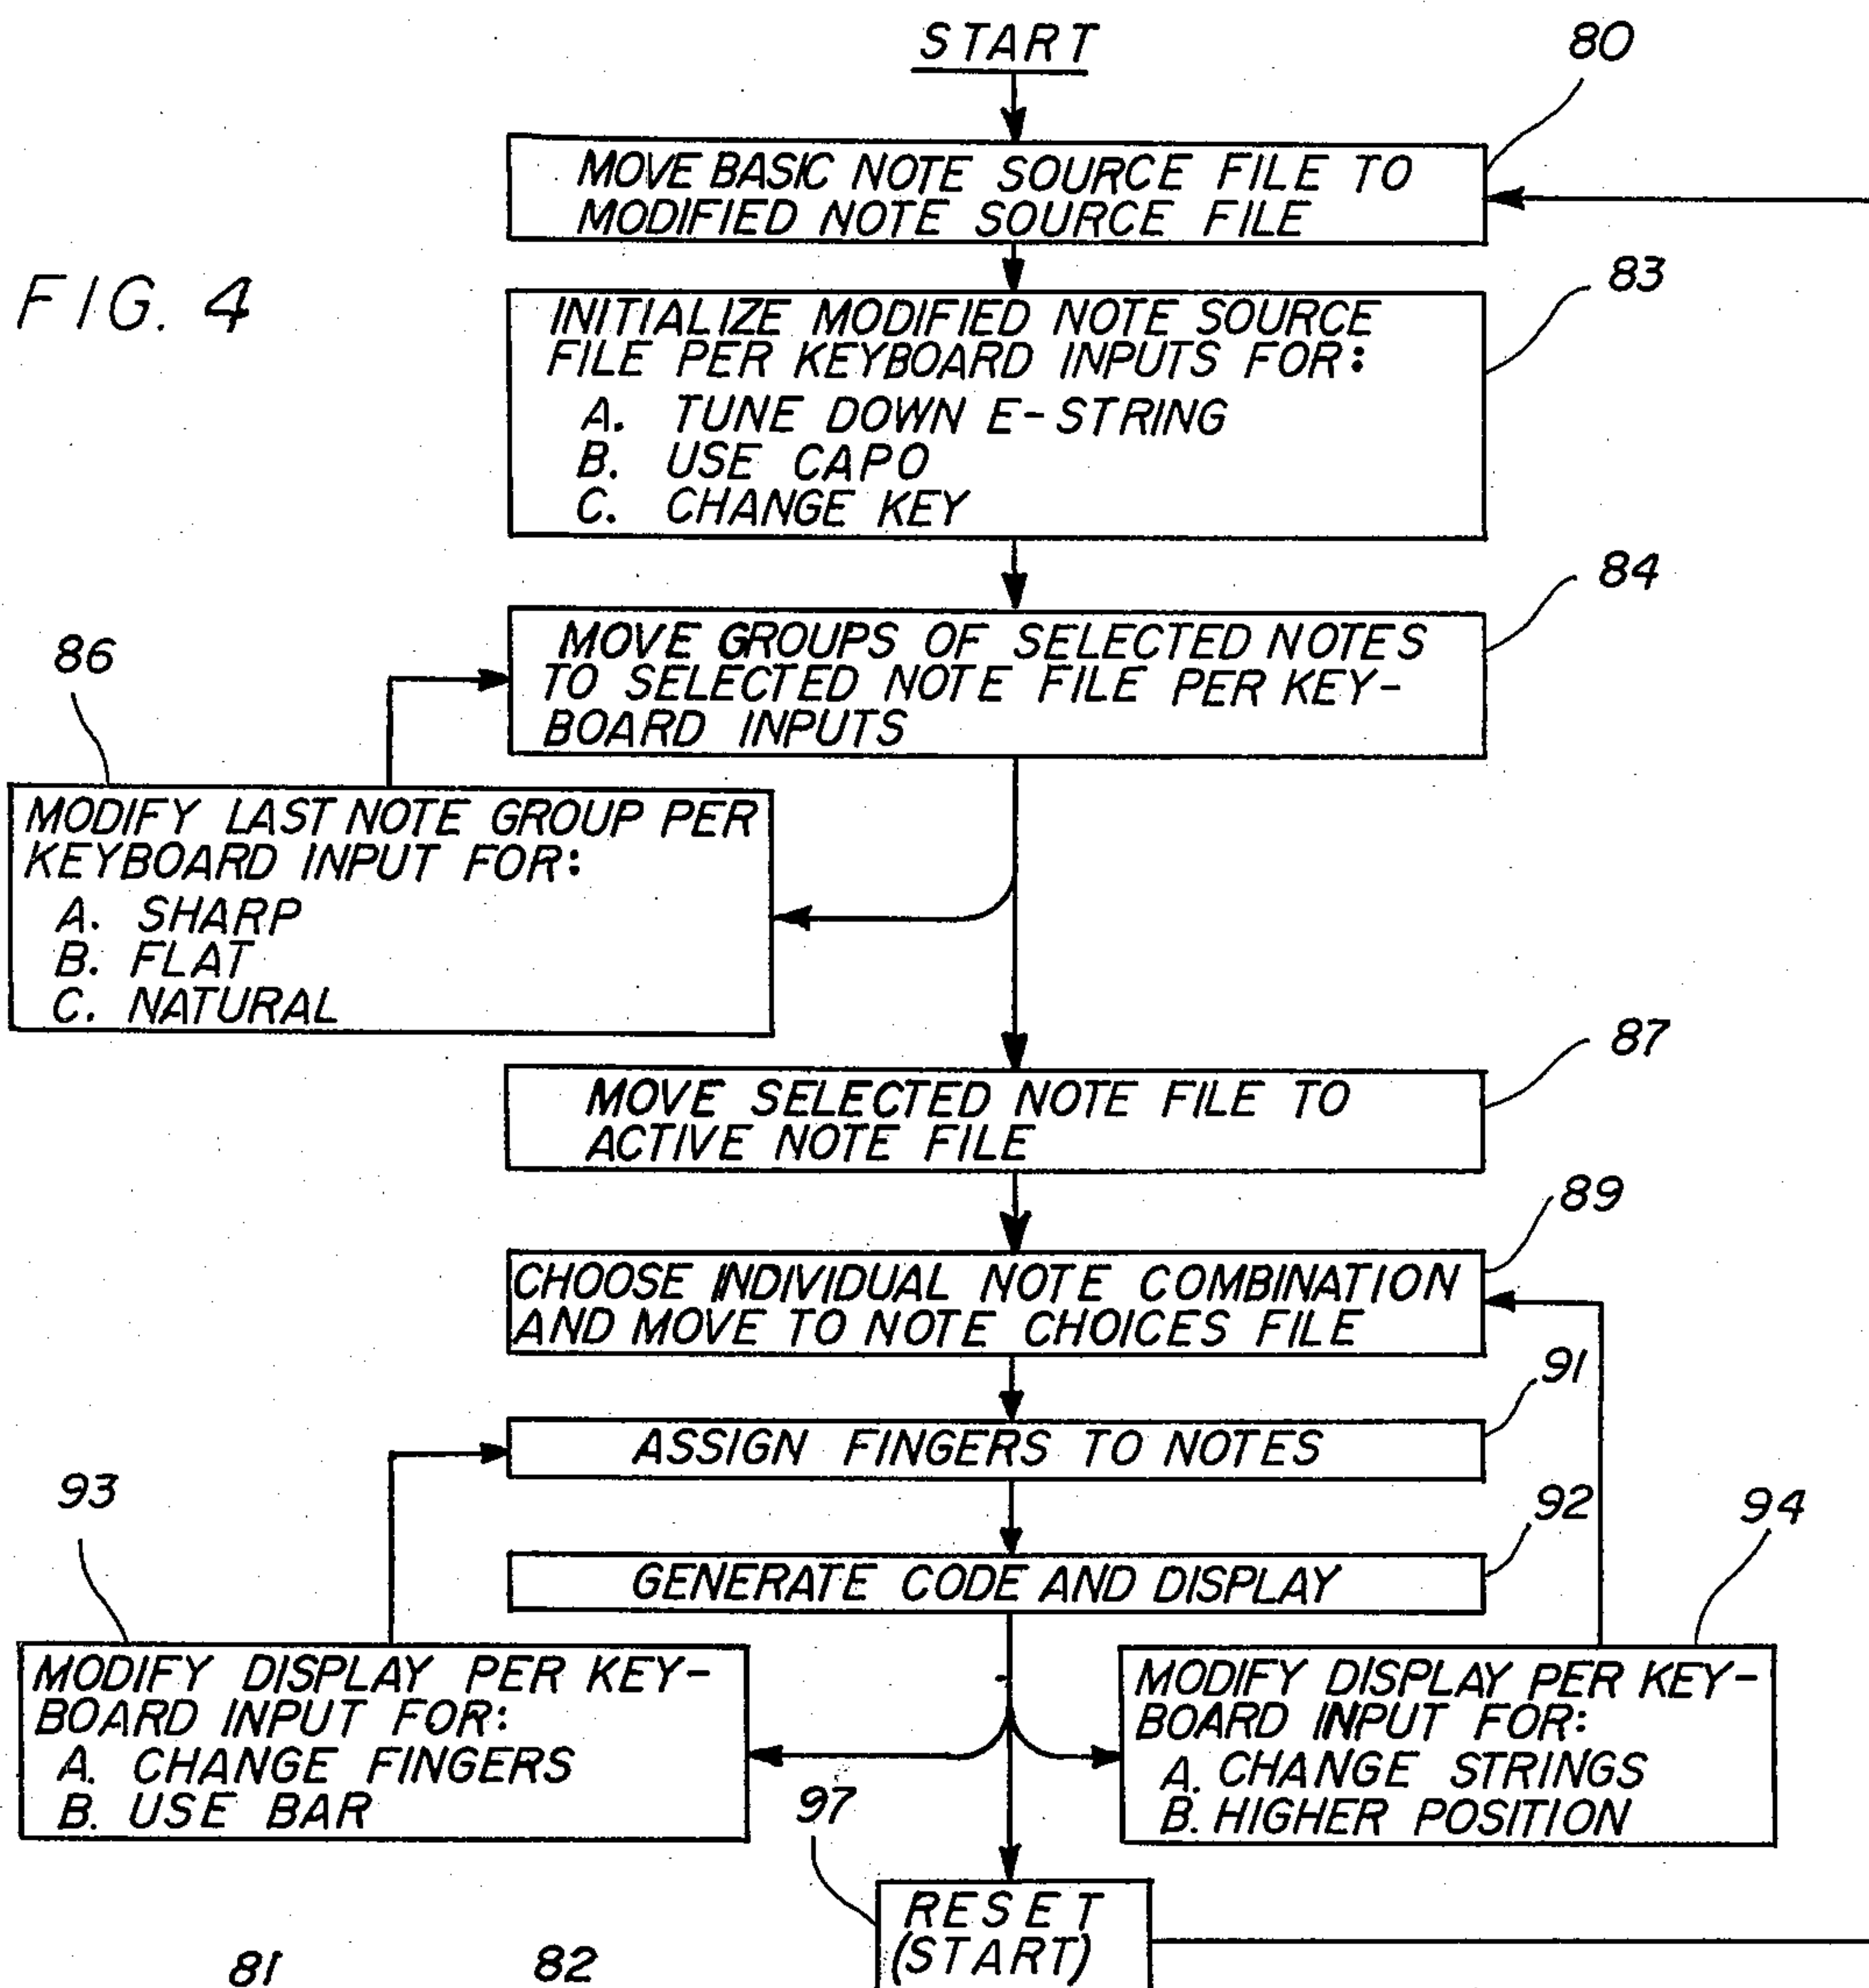 START
80
MOVE BASIC NOTE SOURCE FILE TO
MODIFIED NOTE SOURCE FILE
FIG. 4
83
INITIALIZE MODIFIED NOTE SOURCE
FILE PER KEYBOARD INPUTS FOR:
A. TUNE DOWN E-STRING
B. USE CAPO
C. CHANGE KEY
84
MOVE GROUPS OF SELECTED NOTES
TO SELECTED NOTE FILE PER KEY-
BOARD INPUTS
86
MODIFY LAST NOTE GROUP PER
KEYBOARD INPUT FOR:
A. SHARP
B. FLAT
C. NATURAL
87
MOVE SELECTED NOTE FILE TO
ACTIVE NOTE FILE
89
CHOOSE INDIVIDUAL NOTE COMBINATION
AND MOVE TO NOTE CHOICES FILE
91
ASSIGN FINGERS TO NOTES
92
GENERATE CODE AND DISPLAY
93
MODIFY DISPLAY PER KEY-
BOARD INPUT FOR:
A. CHANGE FINGERS
B. USE BAR
94
MODIFY DISPLAY PER KEY-
BOARD INPUT FOR:
A. CHANGE STRINGS
B. HIGHER POSITION
97
RESET
(START)
81 82